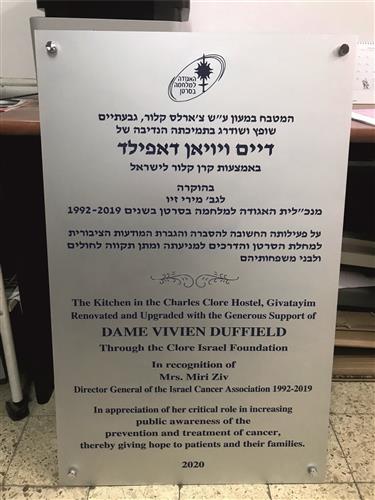 האגודה
למלחמה
בסרטן
המטבח במעון ע״ש צ׳ארלס קלור, גבעתיים
שופץ ושודרג בתמיכתה הנדיבה של
דיים ויויאן דאפילד
באמצעות קרן קלור לישראל
בהוקרה
לגב׳ מירי זיו
מנכ״לית האגודה למלחמה בסרטן בשנים 1992-2019
על פעילותה החשובה להסברה והגברת המודעות הציבורית
למחלת הסרטן והדרכים למניעתה ומתן תקווה לחולים
ולבני משפחותיהם
The Kitchen in the Charles Clore Hostel, Givatayim
Renovated and Upgraded with the Generous Support of
DAME VIVIEN DUFFIELD
Through the Clore Israel Foundation
In recognition of
Mrs. Miri Ziv
Director General of the Israel Cancer Association 1992-2019
In appreciation of her critical role in increasing
public awareness of the
prevention and treatment of cancer,
thereby giving hope to patients and their families.
2020